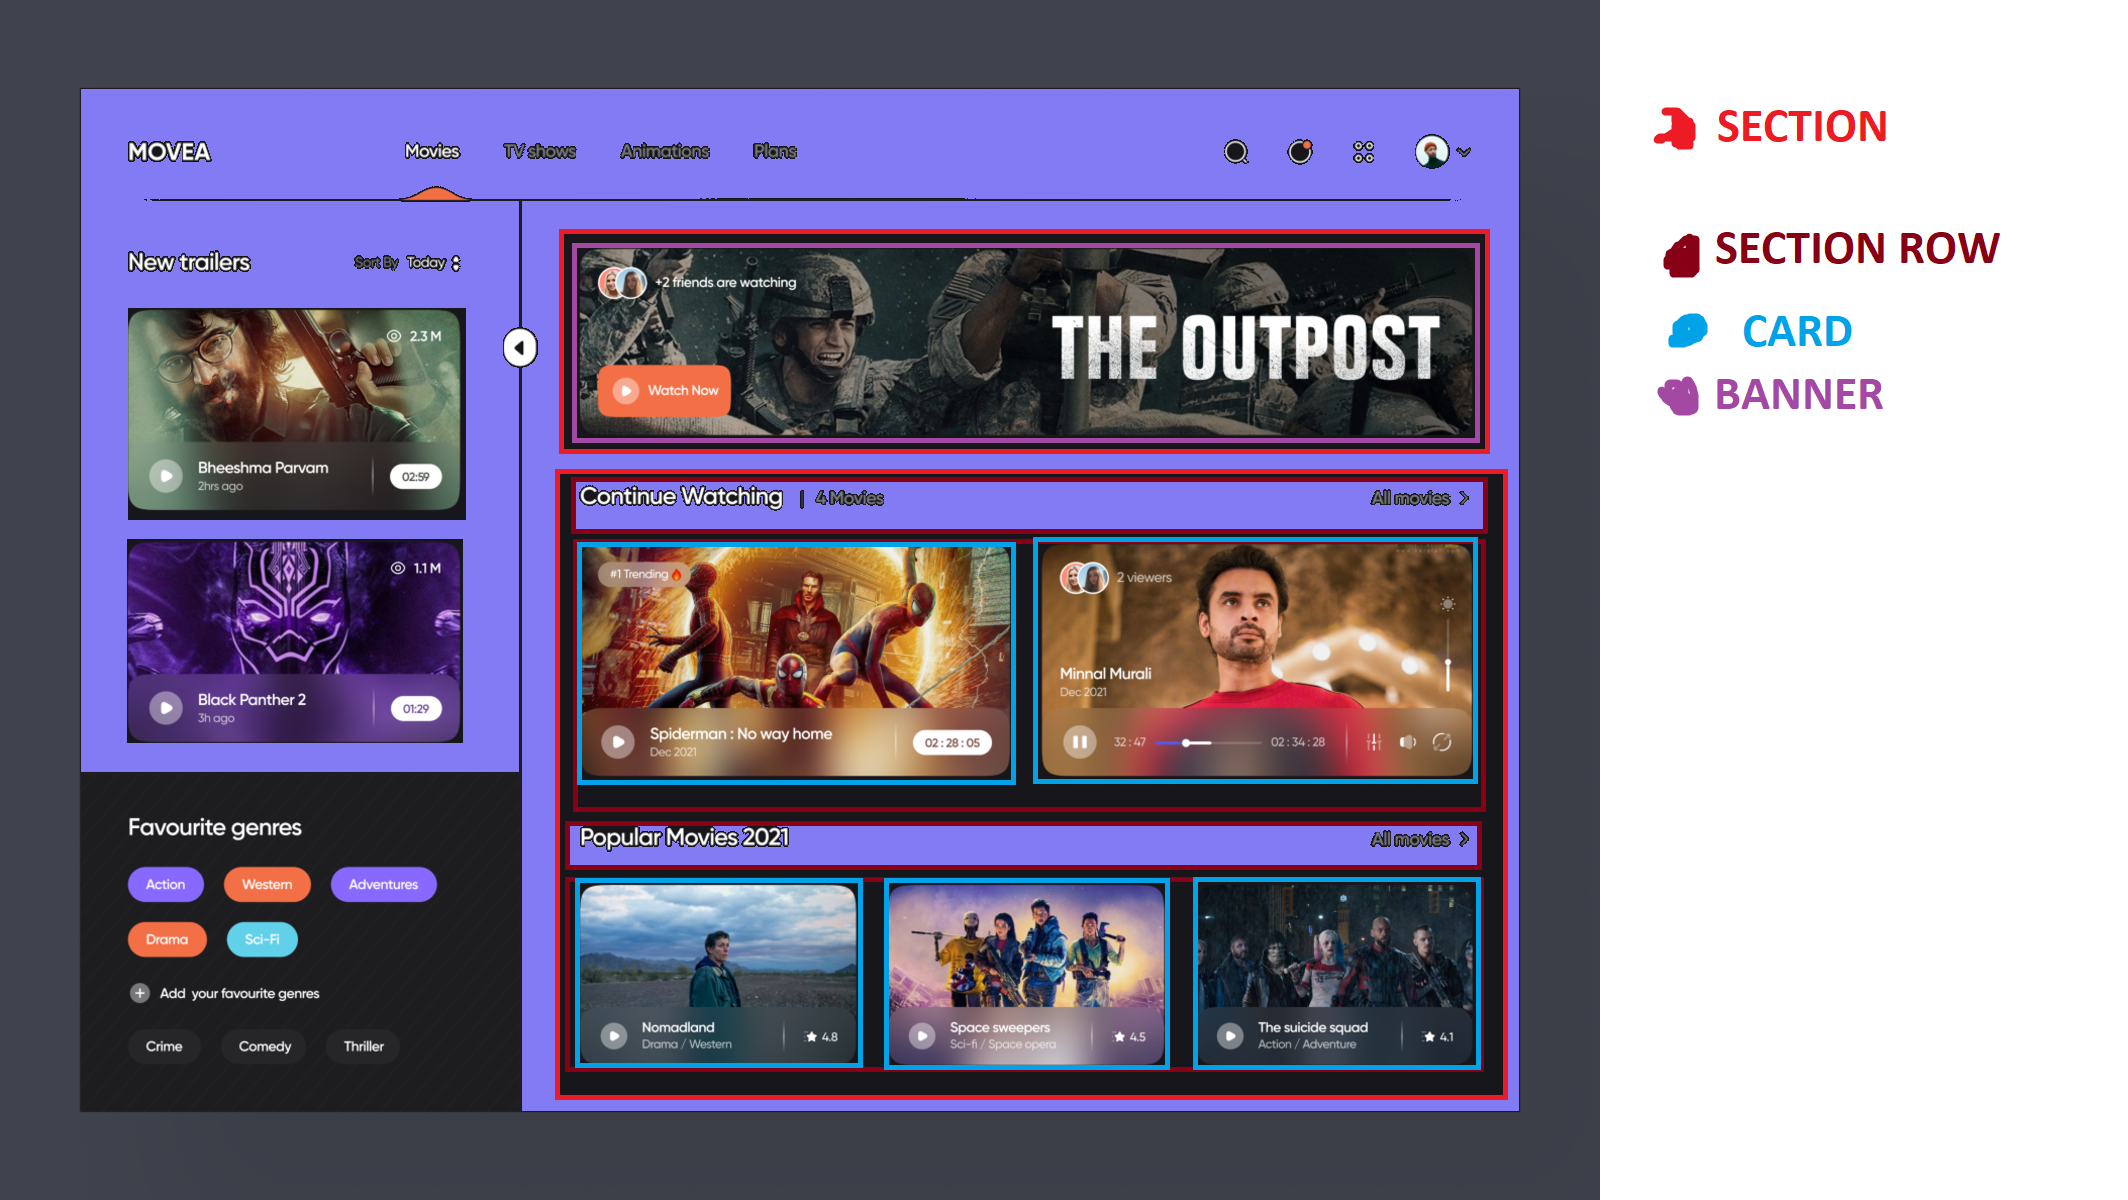 MOVEA
Movies TV shows Animations Plans
New trailers
Sort By Today
2.3 M
Bheeshma Parvam
2hrs ago
02:59
1.1 M
Black Panther 2
3h ago
01:29
Favourite genres
Action Western Adventures
Drama Sci-Fi
Add your favourite genres
Crime Comedy Thriller
+2 friends are watching
THE OUTPOST
Watch Now
Continue Watching | 4 Movies
All movies
#1 Trending
Spiderman : No way home
Dec 2021
02 : 28 : 05
2 viewers
Minnal Murali
Dec 2021
32 : 47
02 : 34 : 28
Popular Movies 2021
All movies
Nomadland
Drama / Western
4.8
Space sweepers
Sci-fi / Space opera
4.5
The suicide squad
Action / Adventure
4.1
SECTION
SECTION ROW
CARD
BANNER